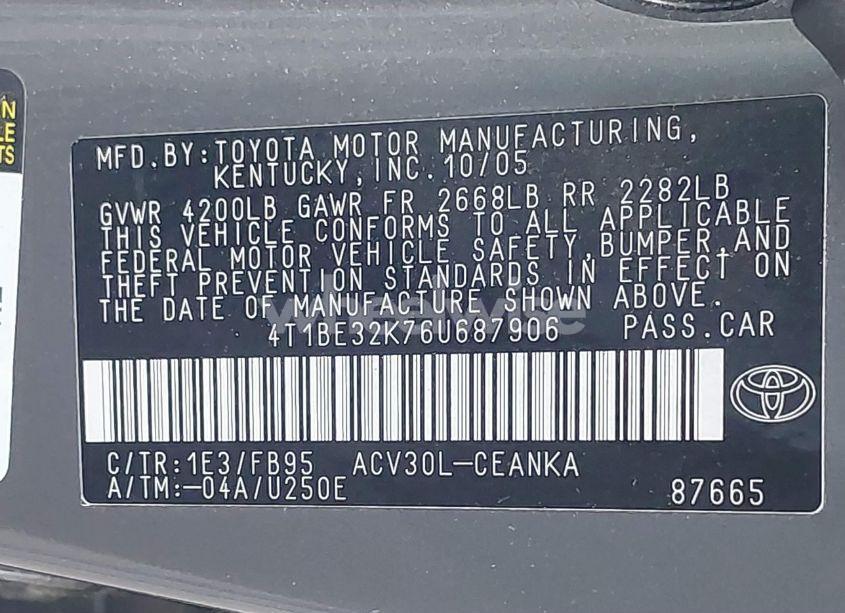 MFD.BY:TOYOTA MOTOR MANUFACTURING,
KENTUCKY,INC.10/05
GVWR 4200LB GAWR FR 2668LB RR 2282LB
THIS VEHICLE CONFORMS TO ALL APPLICABLE
FEDERAL MOTOR VEHICLE SAFETY,BUMPER,AND
THEFT PREVENTION STANDARDS IN EFFECT ON
THE DATE OF MANUFACTURE SHOWN ABOVE.
4T1BE32K76U687906 PASS.CAR
C/TR:1E3/FB95 ACV30L-CEANKA
A/TM:-04A/U250E 87665